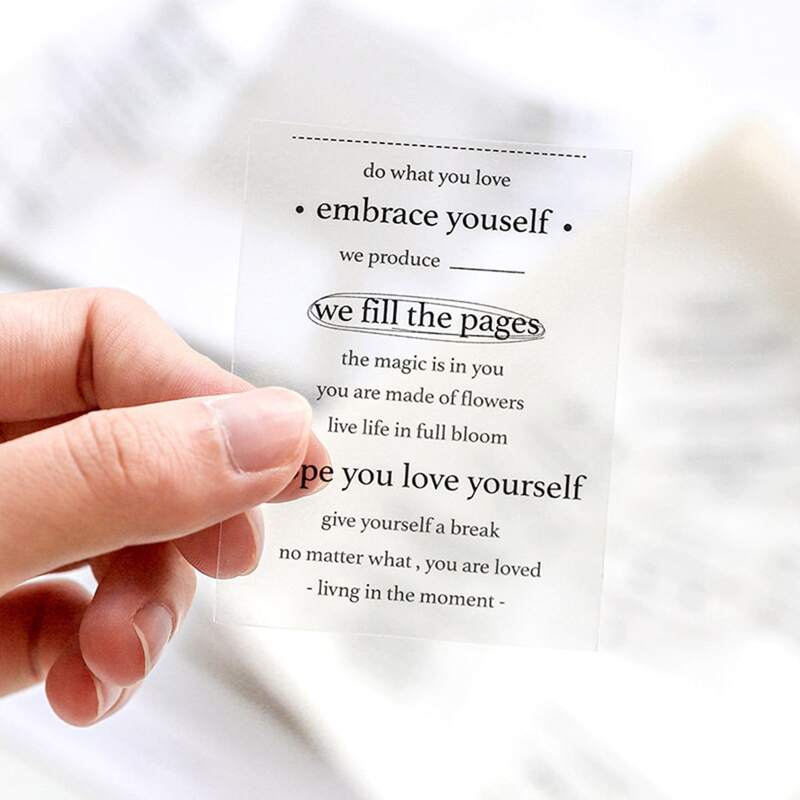 do what you love
• embrace youself •
we produce ______
we fill the pages
the magic is in you
you are made of flowers
live life in full bloom
you love yourself
give yourself a break
no matter what , you are loved
- livng in the moment -